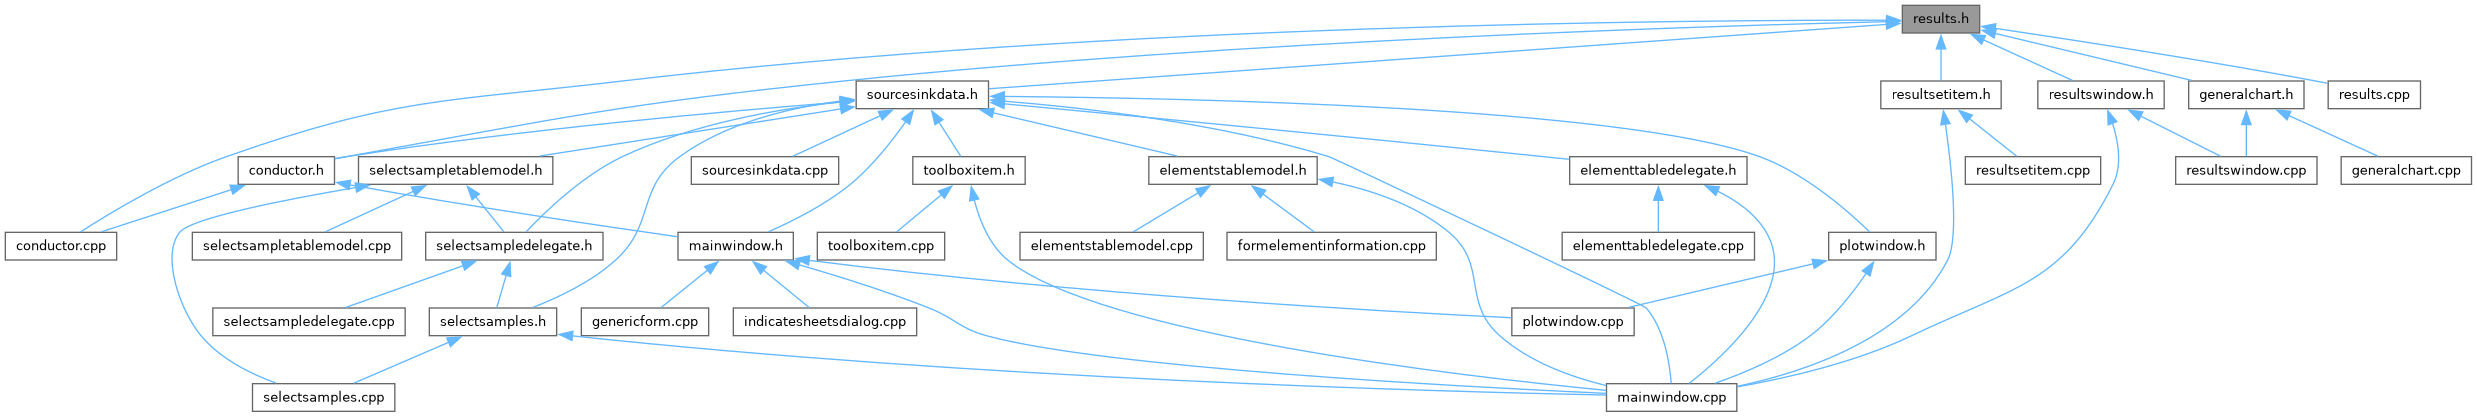 results.h
sourcesinkdata.h
resultsetitem.h
resultswindow.h
generalchart.h
results.cpp
conductor.h
selectsampletablemodel.h
sourcesinkdata.cpp
toolboxitem.h
elementstablemodel.h
elementtabledelegate.h
resultsetitem.cpp
resultswindow.cpp
generalchart.cpp
conductor.cpp
selectsampletablemodel.cpp
selectsampledelegate.h
mainwindow.h
toolboxitem.cpp
elementstablemodel.cpp
formelementinformation.cpp
elementtabledelegate.cpp
plotwindow.h
selectsampledelegate.cpp
selectsamples.h
genericform.cpp
indicatesheetsdialog.cpp
plotwindow.cpp
selectsamples.cpp
mainwindow.cpp